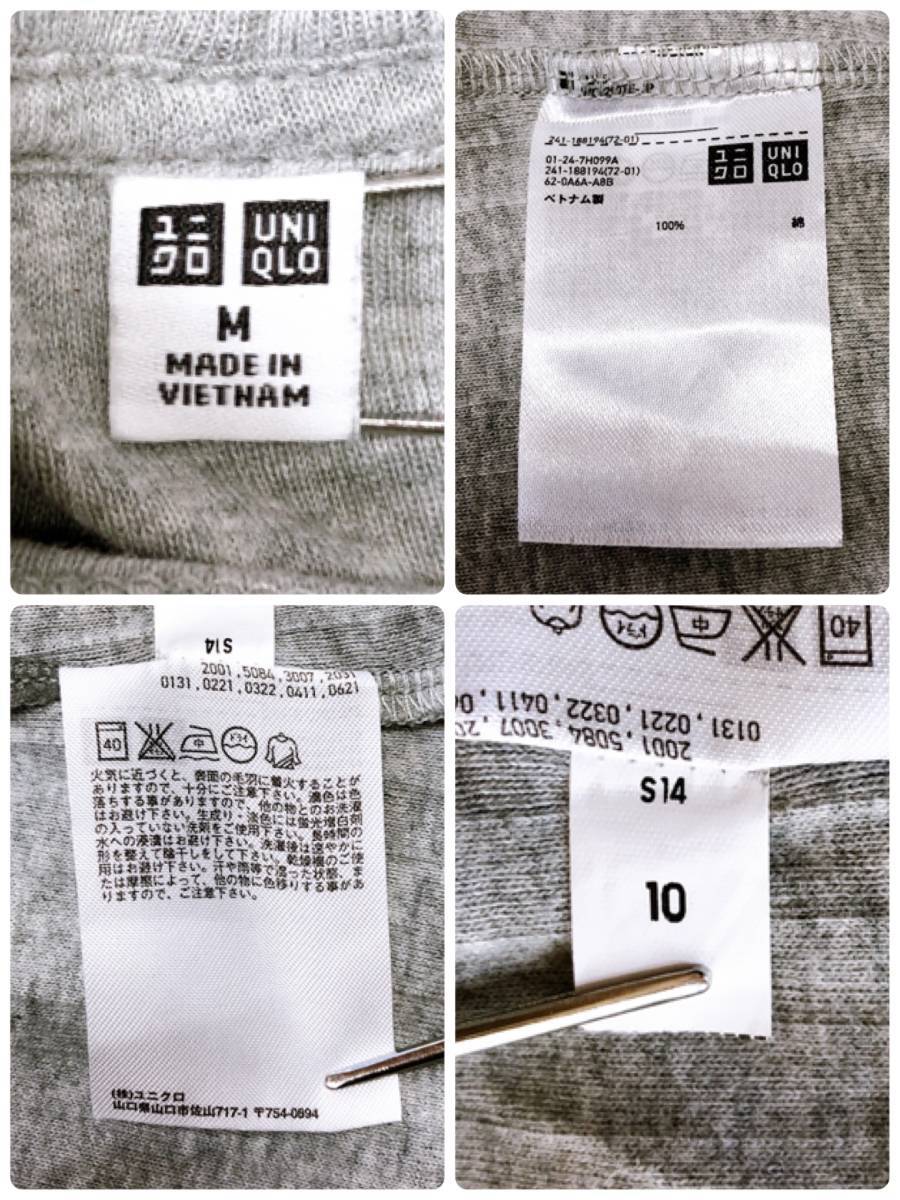 ユニ UNI
クロ QLO
M
MADE IN
VIETNAM
241-188194(72-01)
01-24-7H099A
241-188194(72-01)
62-0A6A-A8B
ユニ UNI
クロ QLO
ベトナム製
100% 綿
S14
2001,5084,3007,2031
0131,0221,0322,0411,0621
40 エンソサラシ 中 ドライ
火気に近づくと、表面の毛羽に着火することが
ありますので、十分にご注意下さい。濃色は色
落ちする事がありますので、他の物とのお洗濯
はお避け下さい。生成り・淡色には蛍光増白剤
の入っていない洗剤をご使用下さい。長時間の
水への浸漬はお避け下さい。洗濯後は速やかに
形を整えて陰干しをして下さい。乾燥機のご使
用はお避け下さい。汗や雨等で湿った状態、ま
たは摩擦によって、他の物に色移りする事があ
りますので、ご注意下さい。
(株)ユニクロ
山口県山口市佐山717-1 〒754-0894
40 中 ドライ
0131,0221,0322,0411,0
2001,5084,3007,20
S14
10